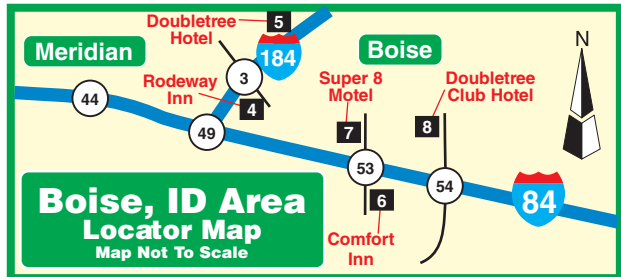 Doubletree
Hotel
5
Meridian
184
Boise
N
3
Rodeway
Inn
4
Super 8
Motel
Doubletree
Club Hotel
44
49
7
8
53
54
6
84
Boise, ID Area
Locator Map
Map Not To Scale
Comfort
Inn